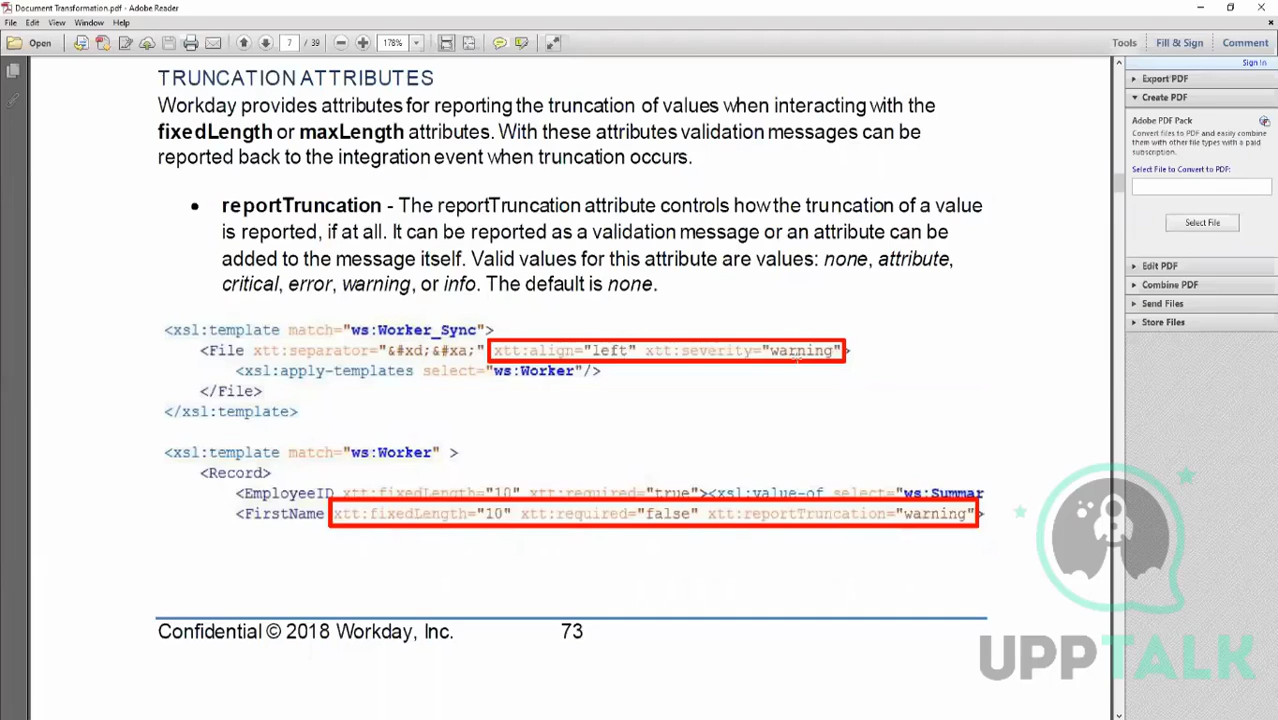 Document Transformation.pdf - Adobe Reader
File Edit View Window Help
Open 7 / 39 178% Tools Fill & Sign Comment
Sign In
Export PDF
Create PDF
Adobe PDF Pack
Convert files to PDF and easily combine
them with other file types with a paid
subscription.
Select File to Convert to PDF:
Select File
Edit PDF
Combine PDF
Send Files
Store Files
TRUNCATION ATTRIBUTES
Workday provides attributes for reporting the truncation of values when interacting with the
fixedLength or maxLength attributes. With these attributes validation messages can be
reported back to the integration event when truncation occurs.
• reportTruncation - The reportTruncation attribute controls how the truncation of a value
is reported, if at all. It can be reported as a validation message or an attribute can be
added to the message itself. Valid values for this attribute are values: none, attribute,
critical, error, warning, or info. The default is none.
<xsl:template match="ws:Worker_Sync">
<File xtt:separator="&#xd;&#xa;" xtt:align="left" xtt:severity="warning">
<xsl:apply-templates select="ws:Worker"/>
</File>
</xsl:template>
<xsl:template match="ws:Worker" >
<Record>
<EmployeeID xtt:fixedLength="10" xtt:required="true"><xsl:value-of select="ws:Summar
<FirstName xtt:fixedLength="10" xtt:required="false" xtt:reportTruncation="warning">
Confidential © 2018 Workday, Inc. 73
UPPTALK